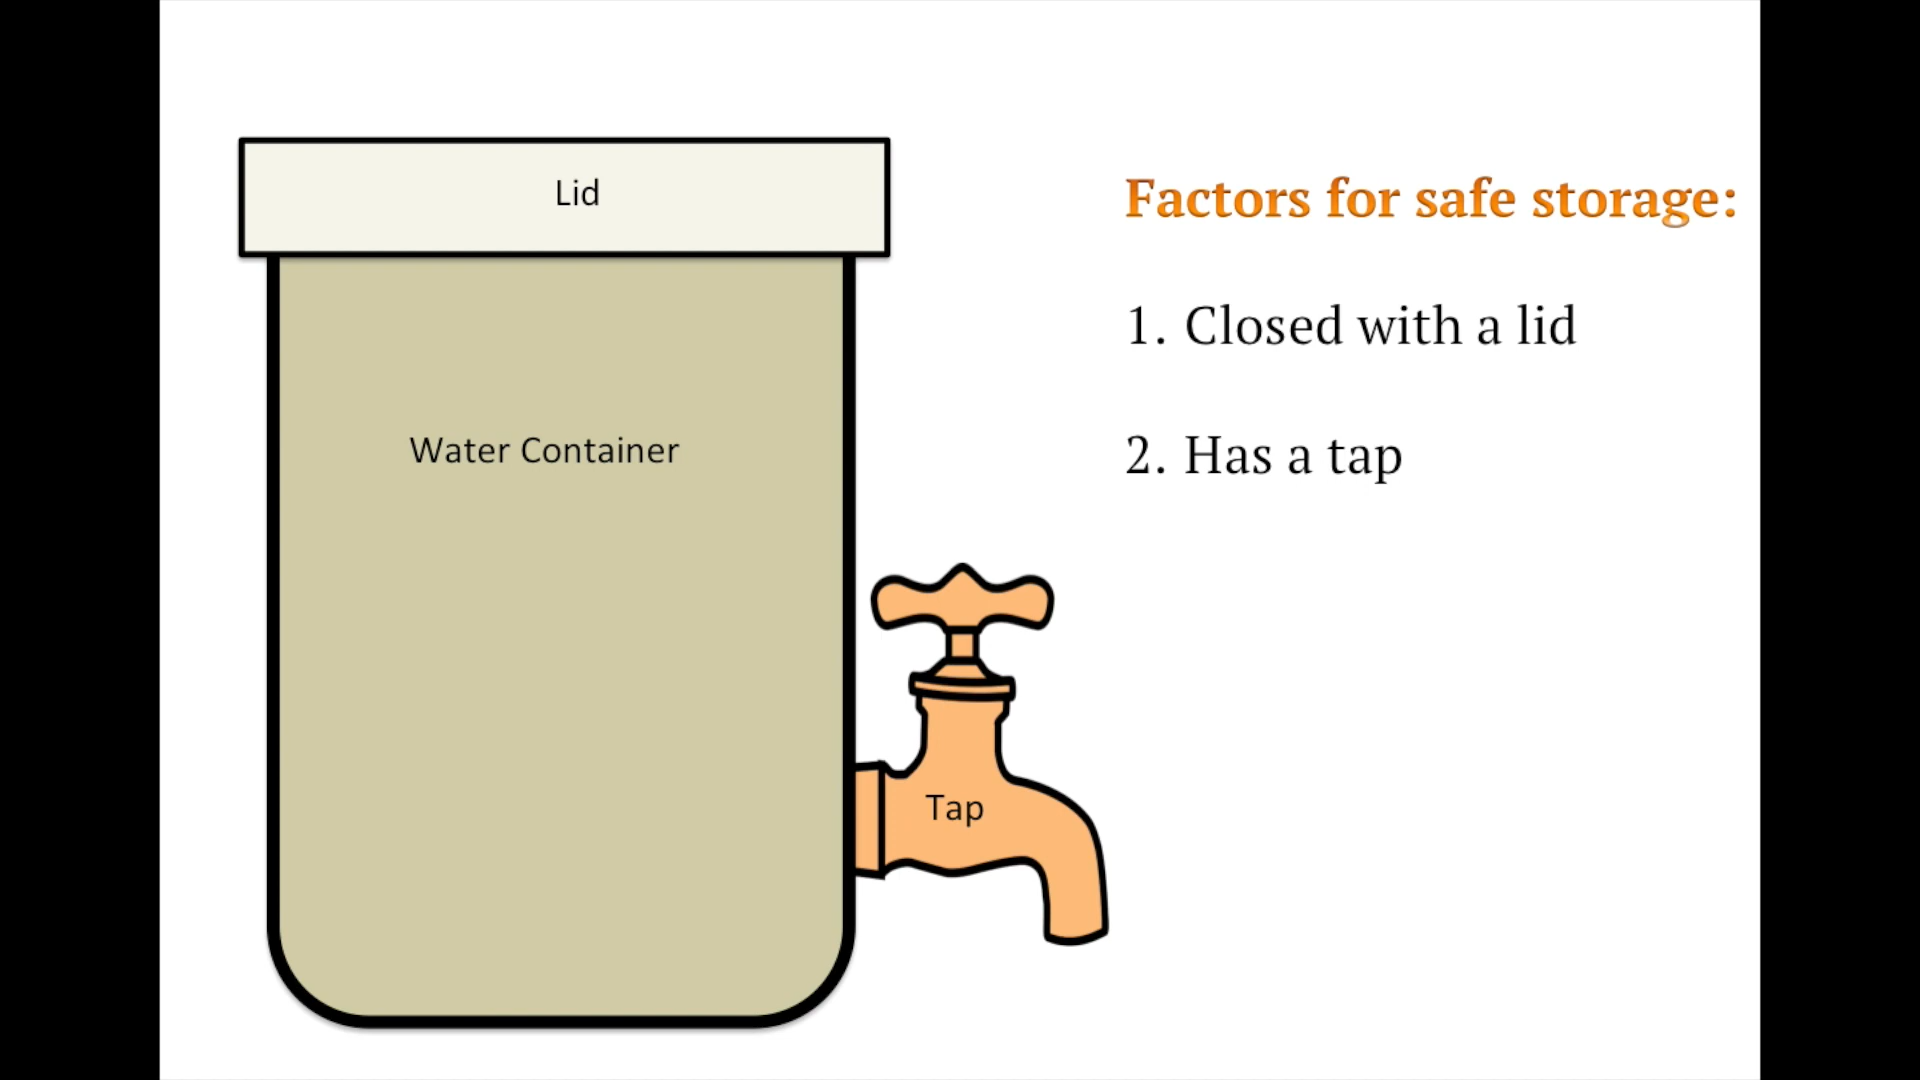 Lid
Factors for safe storage:
1. Closed with a lid
Water Container
2. Has a tap
Tap